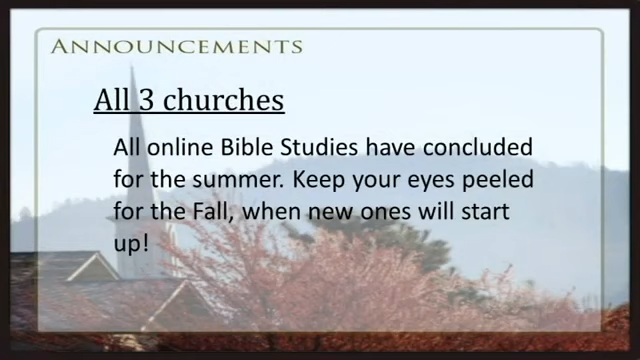 ANNOUNCEMENTS
All 3 churches
All online Bible Studies have concluded
for the summer. Keep your eyes peeled
for the Fall, when new ones will start
up!